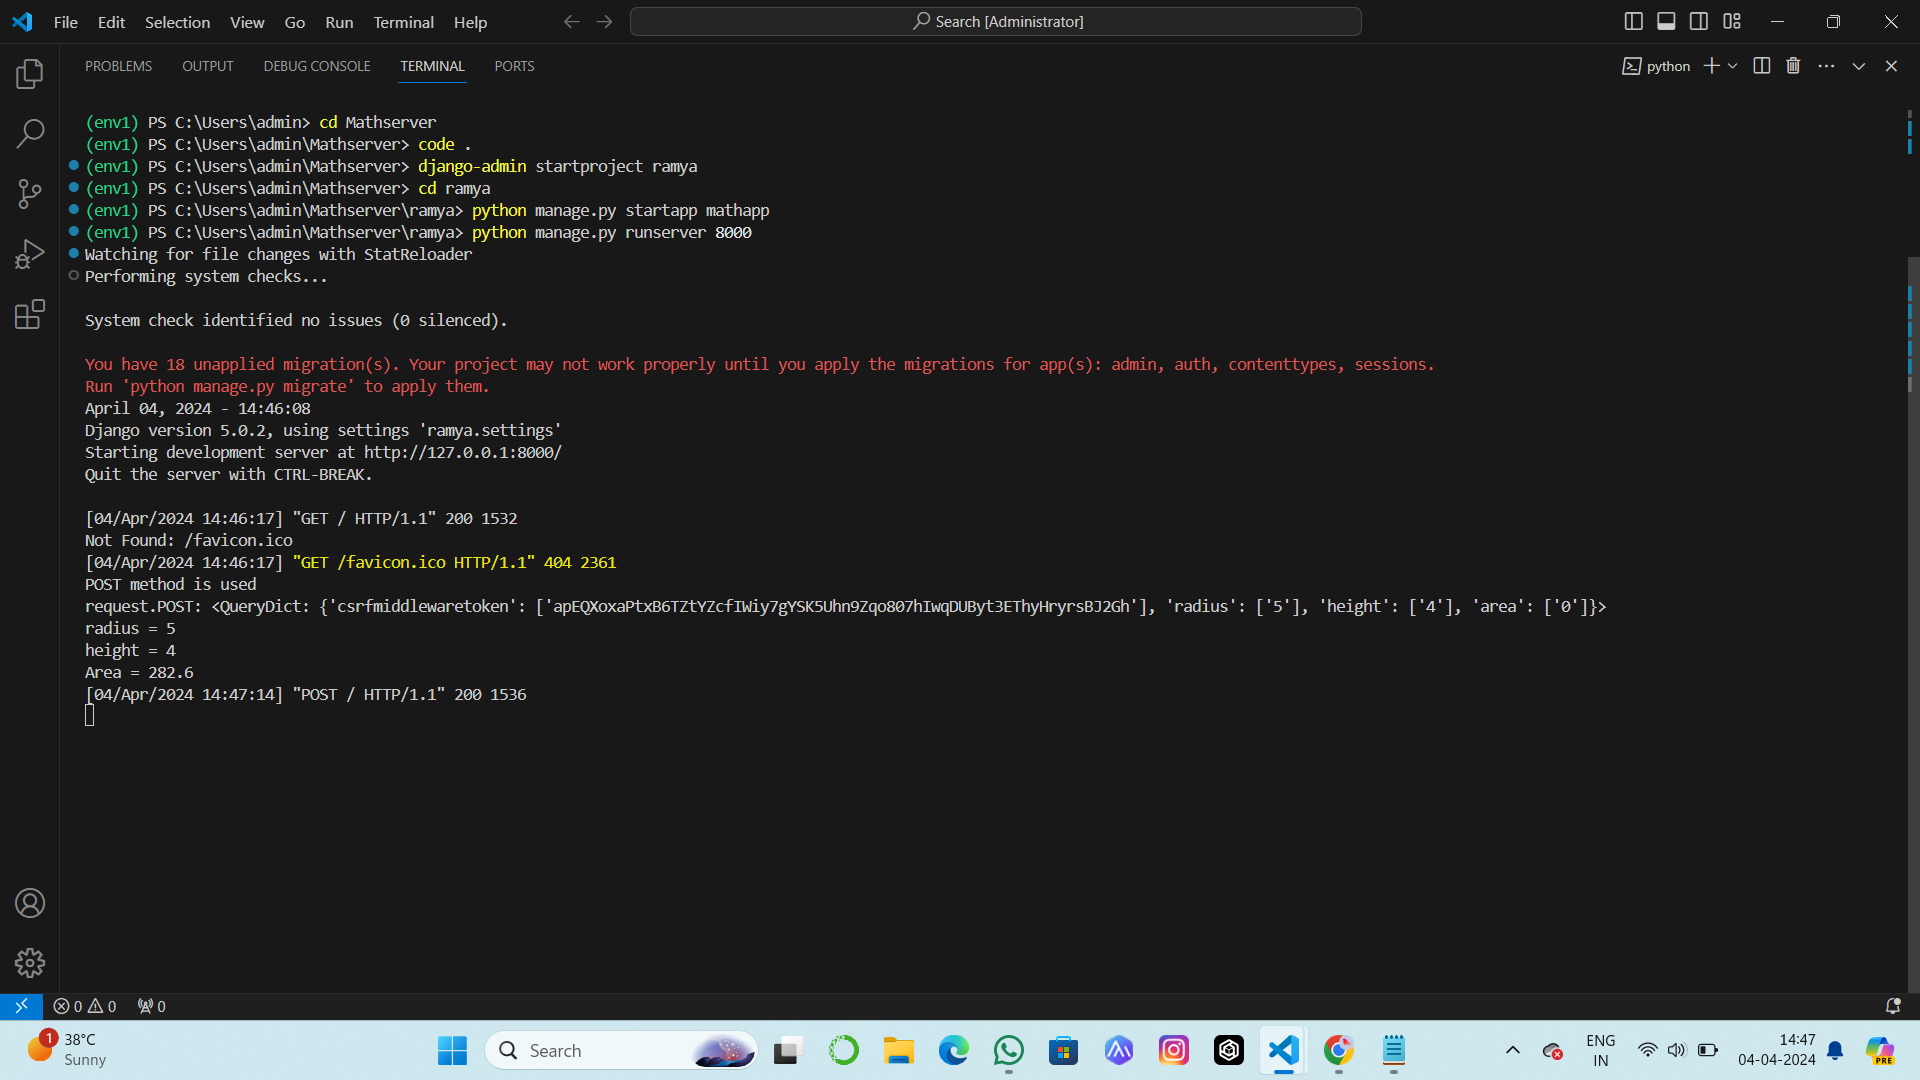 File Edit Selection View Go Run Terminal Help
Search [Administrator]
PROBLEMS OUTPUT DEBUG CONSOLE TERMINAL PORTS
python
(env1) PS C:\Users\admin> cd Mathserver
(env1) PS C:\Users\admin\Mathserver> code .
(env1) PS C:\Users\admin\Mathserver> django-admin startproject ramya
(env1) PS C:\Users\admin\Mathserver> cd ramya
(env1) PS C:\Users\admin\Mathserver\ramya> python manage.py startapp mathapp
(env1) PS C:\Users\admin\Mathserver\ramya> python manage.py runserver 8000
Watching for file changes with StatReloader
Performing system checks...
System check identified no issues (0 silenced).
You have 18 unapplied migration(s). Your project may not work properly until you apply the migrations for app(s): admin, auth, contenttypes, sessions.
Run 'python manage.py migrate' to apply them.
April 04, 2024 - 14:46:08
Django version 5.0.2, using settings 'ramya.settings'
Starting development server at http://127.0.0.1:8000/
Quit the server with CTRL-BREAK.
[04/Apr/2024 14:46:17] "GET / HTTP/1.1" 200 1532
Not Found: /favicon.ico
[04/Apr/2024 14:46:17] "GET /favicon.ico HTTP/1.1" 404 2361
POST method is used
request.POST: <QueryDict: {'csrfmiddlewaretoken': ['apEQXoxaPtxB6TZtYZcfIWiy7gYSK5Uhn9Zqo807hIwqDUByt3EThyHryrsBJ2Gh'], 'radius': ['5'], 'height': ['4'], 'area': ['0']}>
radius = 5
height = 4
Area = 282.6
[04/Apr/2024 14:47:14] "POST / HTTP/1.1" 200 1536
0 0 0
1
38°C
Sunny
Search
ENG
IN
14:47
04-04-2024
PRE